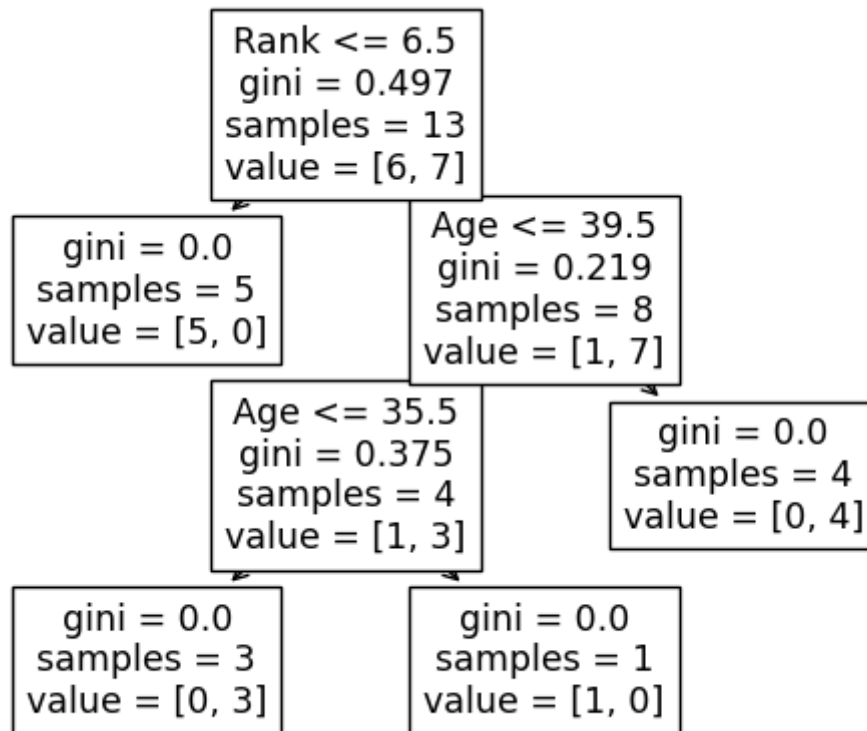 Rank <= 6.5
gini = 0.497
samples = 13
value = [6, 7]
gini = 0.0
samples = 5
value = [5, 0]
Age <= 39.5
gini = 0.219
samples = 8
value = [1, 7]
Age <= 35.5
gini = 0.375
samples = 4
value = [1, 3]
gini = 0.0
samples = 4
value = [0, 4]
gini = 0.0
samples = 3
value = [0, 3]
gini = 0.0
samples = 1
value = [1, 0]